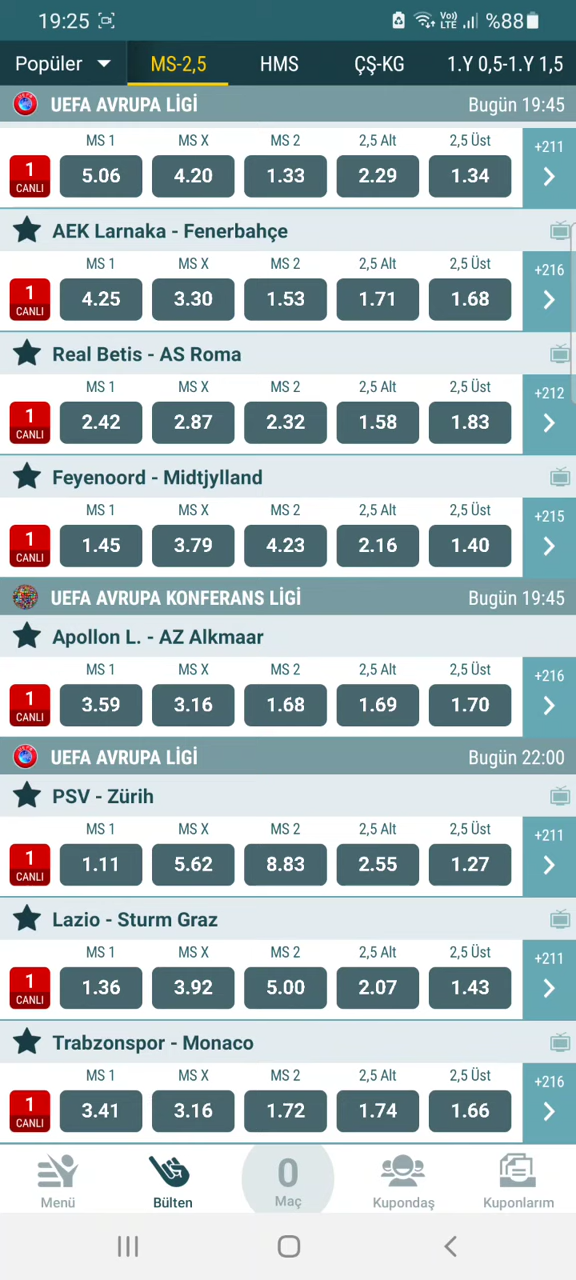 19:25 Vo) LTE %88
Popüler MS-2,5 HMS ÇŞ-KG 1.Y 0,5-1.Y 1,5
UEFA AVRUPA LİGİ Bugün 19:45
MS 1 MS X MS 2 2,5 Alt 2,5 Üst +211
1 CANLI 5.06 4.20 1.33 2.29 1.34
AEK Larnaka - Fenerbahçe
MS 1 MS X MS 2 2,5 Alt 2,5 Üst +216
1 CANLI 4.25 3.30 1.53 1.71 1.68
Real Betis - AS Roma
MS 1 MS X MS 2 2,5 Alt 2,5 Üst +212
1 CANLI 2.42 2.87 2.32 1.58 1.83
Feyenoord - Midtjylland
MS 1 MS X MS 2 2,5 Alt 2,5 Üst +215
1 CANLI 1.45 3.79 4.23 2.16 1.40
UEFA AVRUPA KONFERANS LİGİ Bugün 19:45
Apollon L. - AZ Alkmaar
MS 1 MS X MS 2 2,5 Alt 2,5 Üst +216
1 CANLI 3.59 3.16 1.68 1.69 1.70
UEFA AVRUPA LİGİ Bugün 22:00
PSV - Zürih
MS 1 MS X MS 2 2,5 Alt 2,5 Üst +211
1 CANLI 1.11 5.62 8.83 2.55 1.27
Lazio - Sturm Graz
MS 1 MS X MS 2 2,5 Alt 2,5 Üst +211
1 CANLI 1.36 3.92 5.00 2.07 1.43
Trabzonspor - Monaco
MS 1 MS X MS 2 2,5 Alt 2,5 Üst +216
1 CANLI 3.41 3.16 1.72 1.74 1.66
0
Menü Bülten Maç Kupondaş Kuponlarım